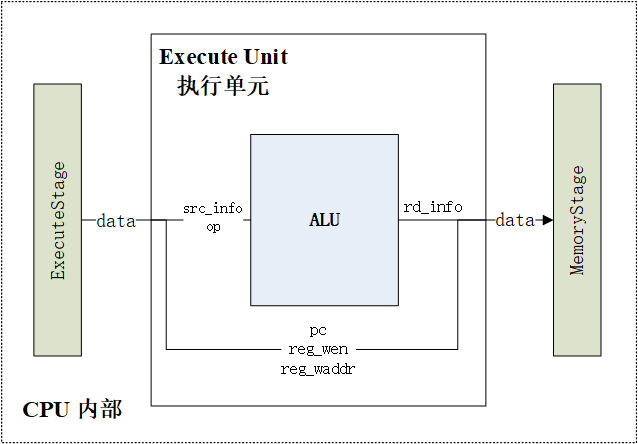 Execute Unit
执行单元
ExecuteStage
data
src_info
op
ALU
rd_info
data
MemoryStage
pc
reg_wen
reg_waddr
CPU 内部